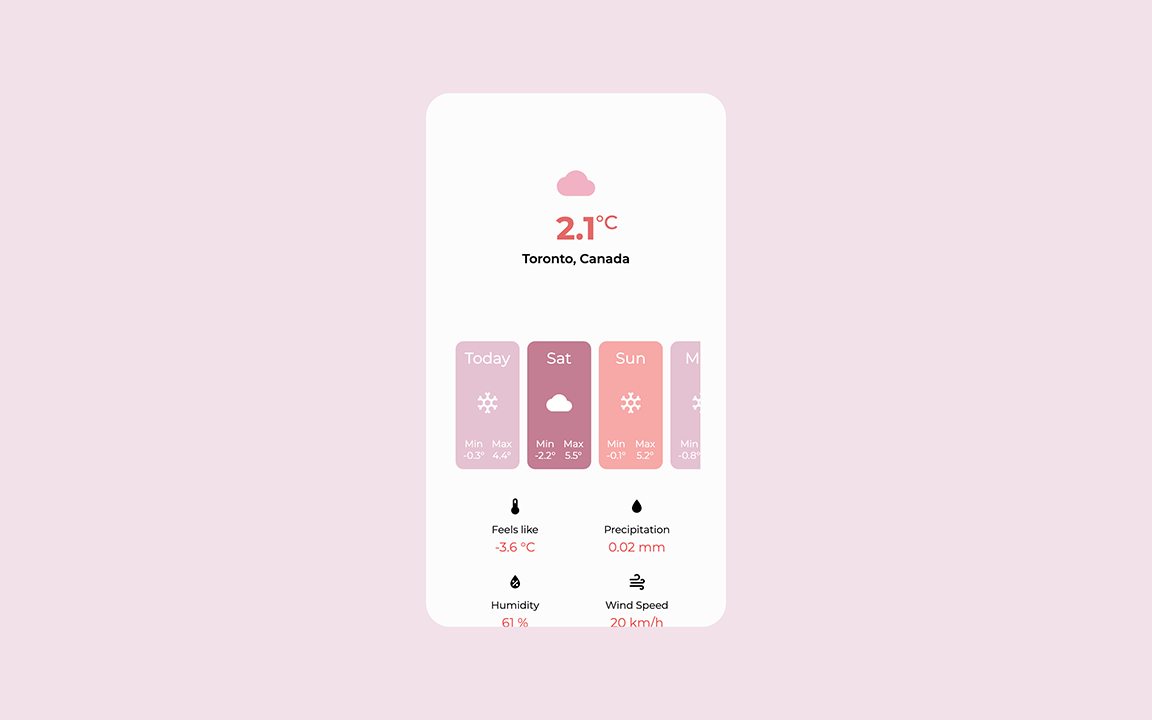 2.1°C
Toronto, Canada
Today
Min Max
-0.3° 4.4°
Sat
Min Max
-2.2° 5.5°
Sun
Min Max
-0.1° 5.2°
M
Min
-0.8°
Feels like
-3.6 °C
Precipitation
0.02 mm
Humidity
61 %
Wind Speed
20 km/h